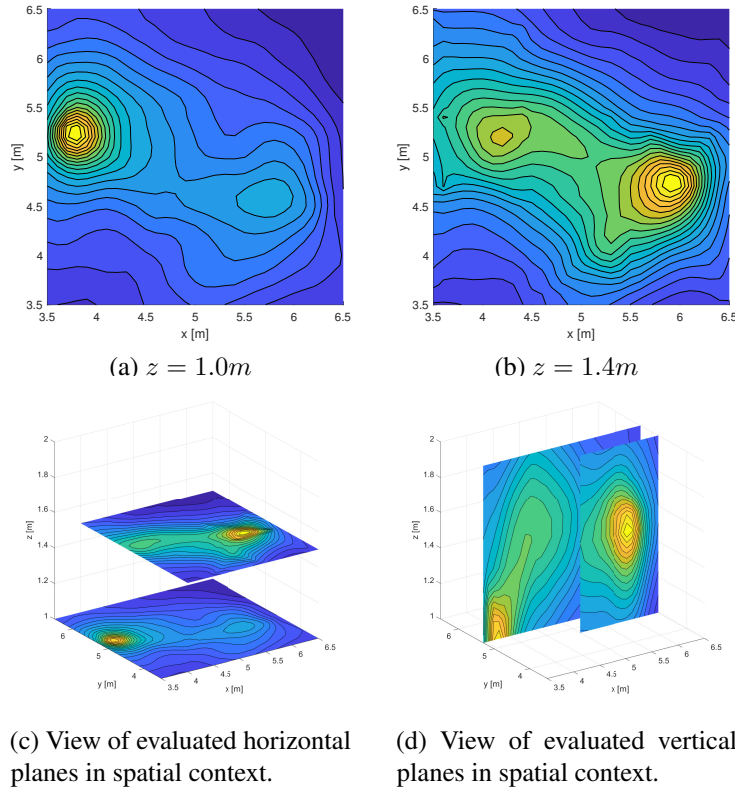 6.5
6
5.5
5
4.5
4
3.5
y [m]
3.5 4 4.5 5 5.5 6 6.5
x [m]
(a) z = 1.0m
6.5
6
5.5
5
4.5
4
3.5
y [m]
3.5 4 4.5 5 5.5 6 6.5
x [m]
(b) z = 1.4m
2
1.8
1.6
1.4
1.2
1
z [m]
6
5
4
y [m]
3.5 4 4.5 5 5.5 6 6.5
x [m]
(c) View of evaluated horizontal
planes in spatial context.
2
1.8
1.6
1.4
1.2
1
z [m]
6
5
4
y [m]
3.5 4 4.5 5 5.5 6 6.5
x [m]
(d) View of evaluated vertical
planes in spatial context.